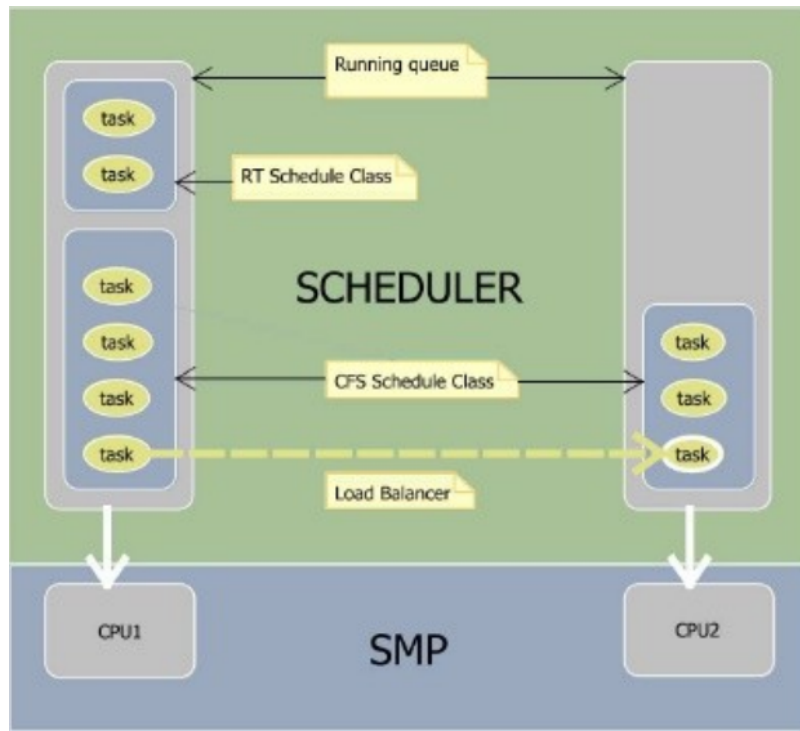 Running queue
task
task
RT Schedule Class
task
SCHEDULER
task
task
CFS Schedule Class
task
task
task
task
Load Balancer
CPU1
SMP
CPU2